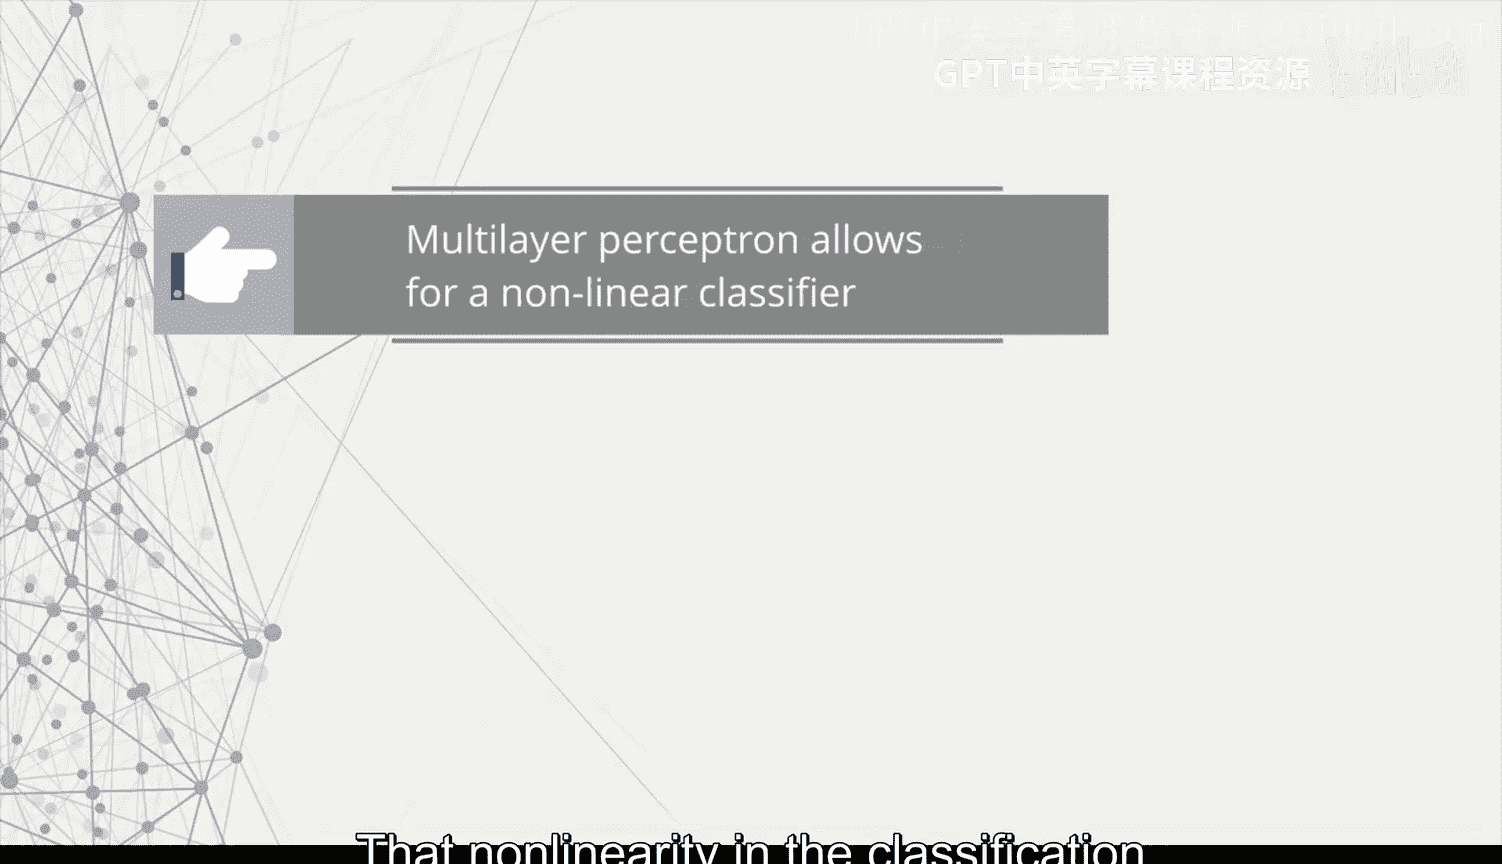 GPT中英字幕课程资源
Multilayer perceptron allows
for a non-linear classifier
That nonlinearity in the classification